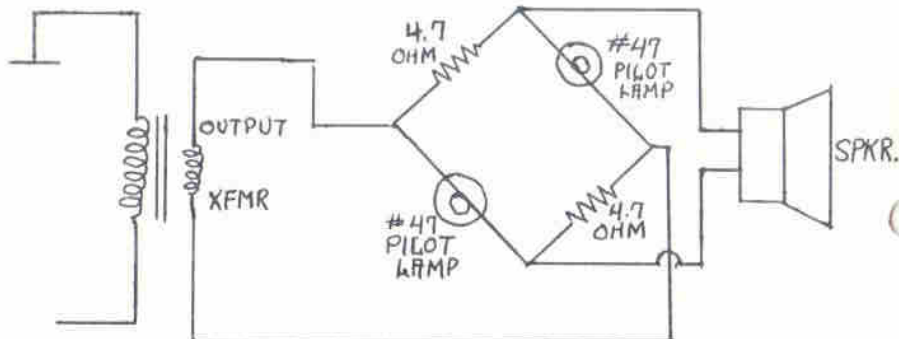 4.7
OHM
#47
PILOT
LAMP
OUTPUT
XFMR
SPKR.
#47
PILOT
LAMP
4.7
OHM